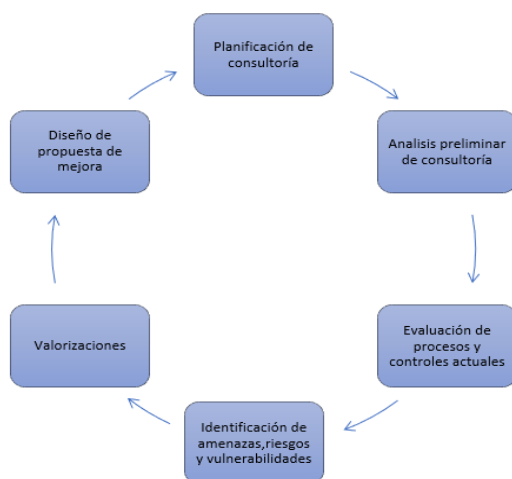 Planificación de
consultoría
Analisis preliminar
de consultoría
Evaluación de
procesos y
controles actuales
Identificación de
amenazas,riesgos
y vulnerabilidades
Valorizaciones
Diseño de
propuesta de
mejora